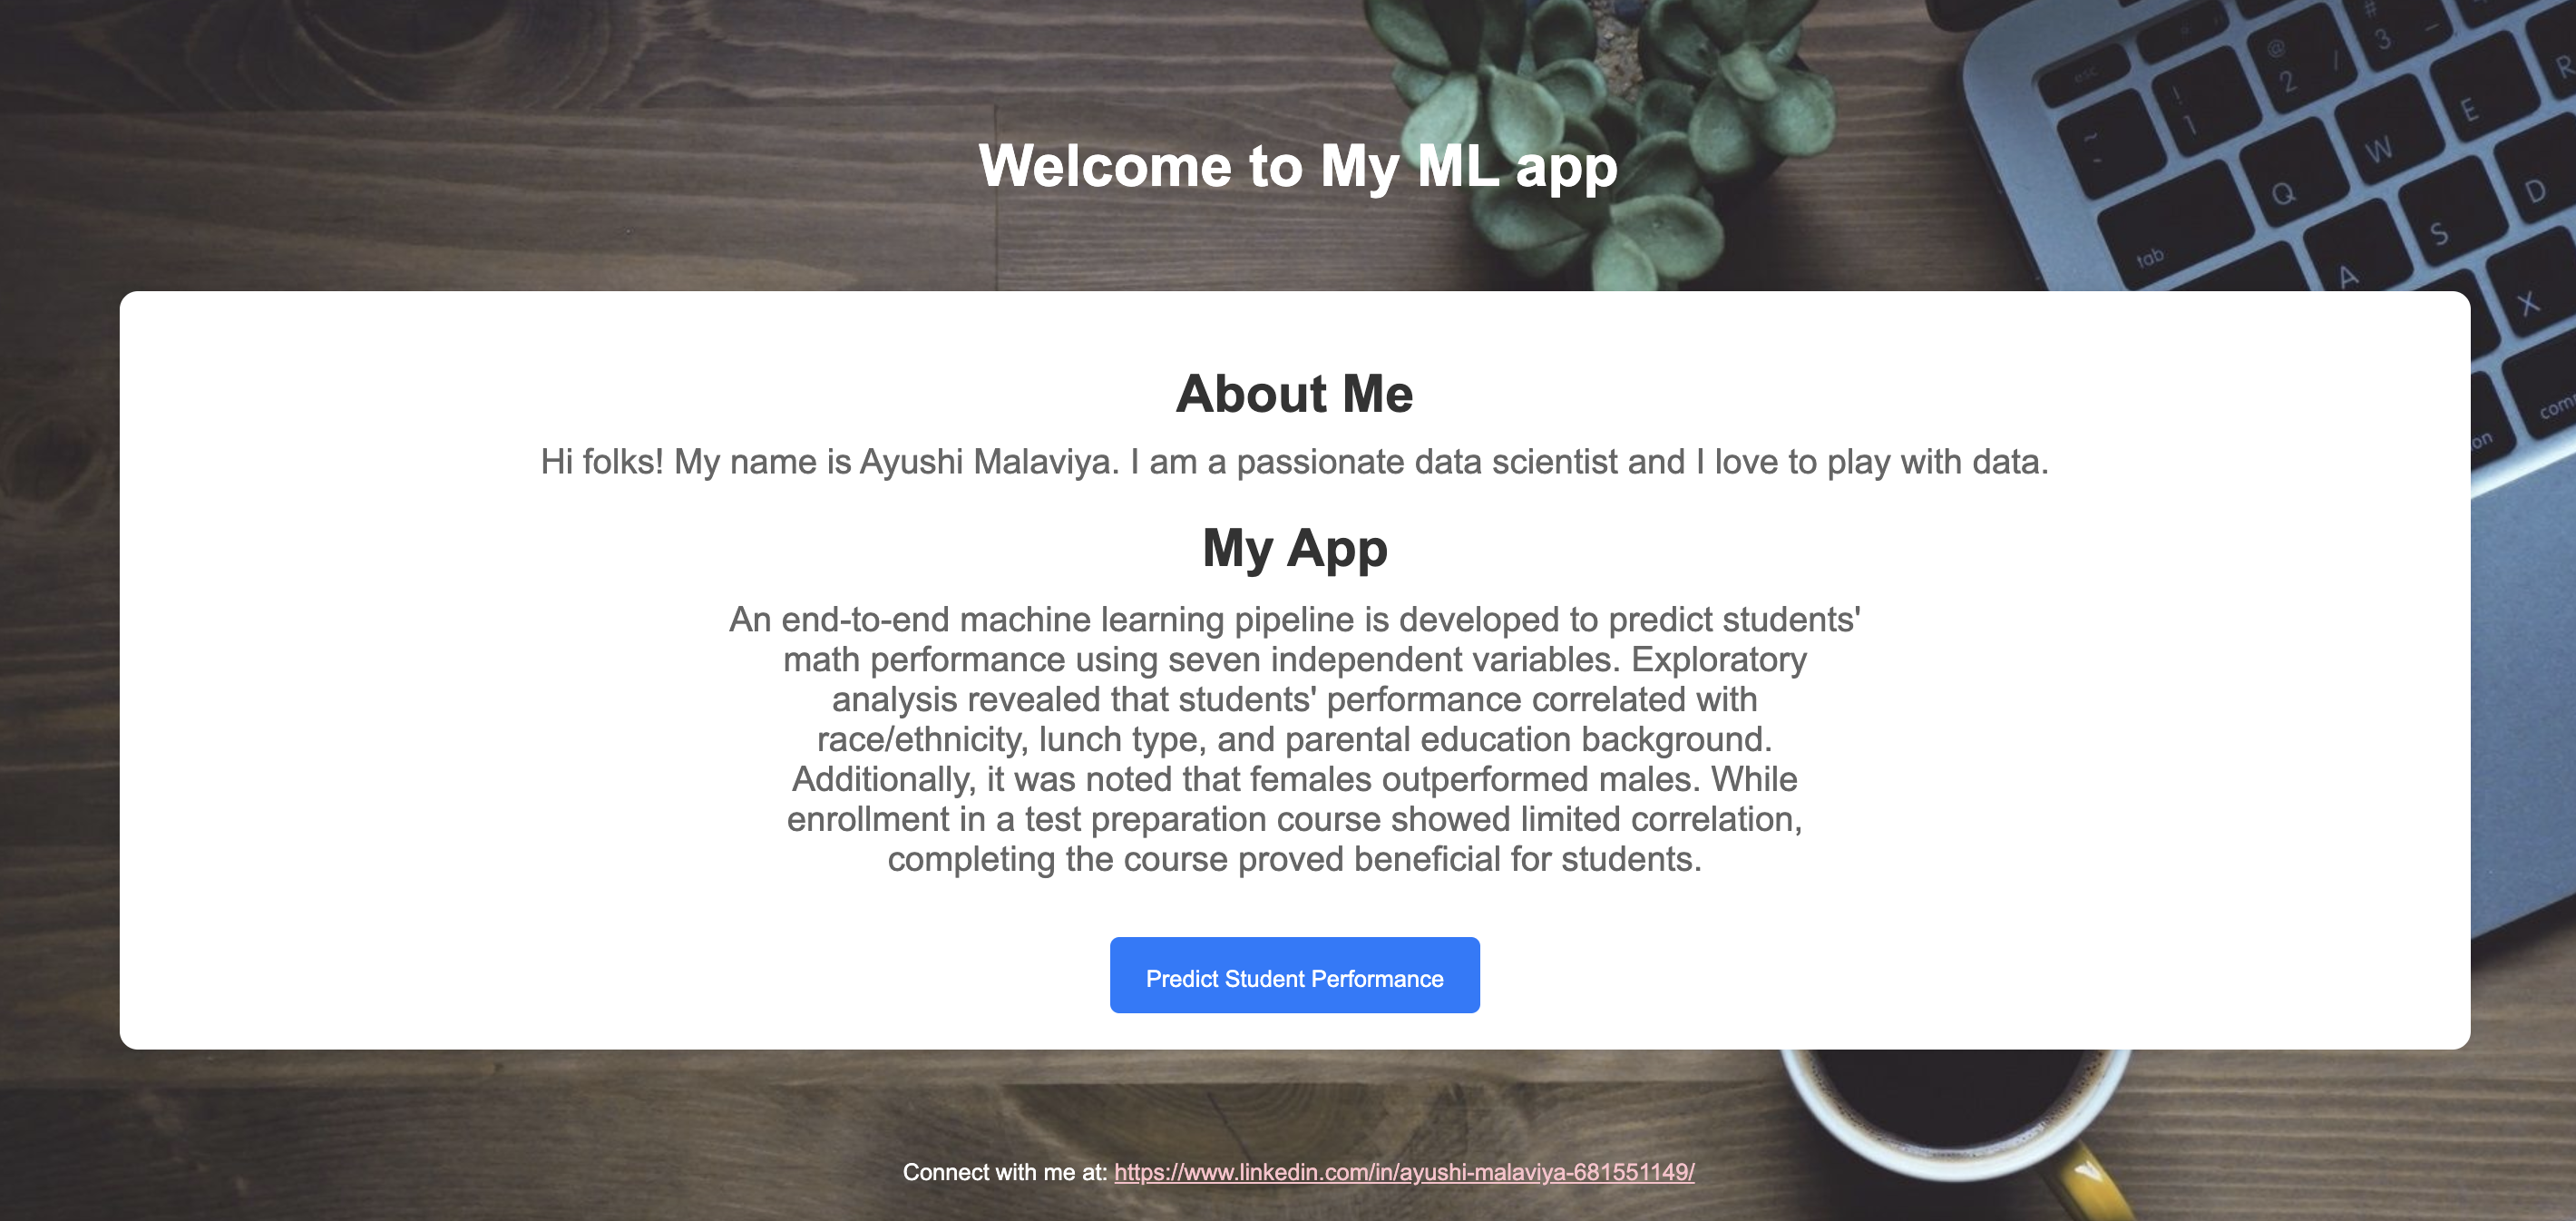 Welcome to My ML app
About Me
Hi folks! My name is Ayushi Malaviya. I am a passionate data scientist and I love to play with data.
My App
An end-to-end machine learning pipeline is developed to predict students'
math performance using seven independent variables. Exploratory
analysis revealed that students' performance correlated with
race/ethnicity, lunch type, and parental education background.
Additionally, it was noted that females outperformed males. While
enrollment in a test preparation course showed limited correlation,
completing the course proved beneficial for students.
Predict Student Performance
Connect with me at: https://www.linkedin.com/in/ayushi-malaviya-681551149/
esc
~
! 1
@ 2
# 3
tab
Q
W
E
R
A
S
D
X